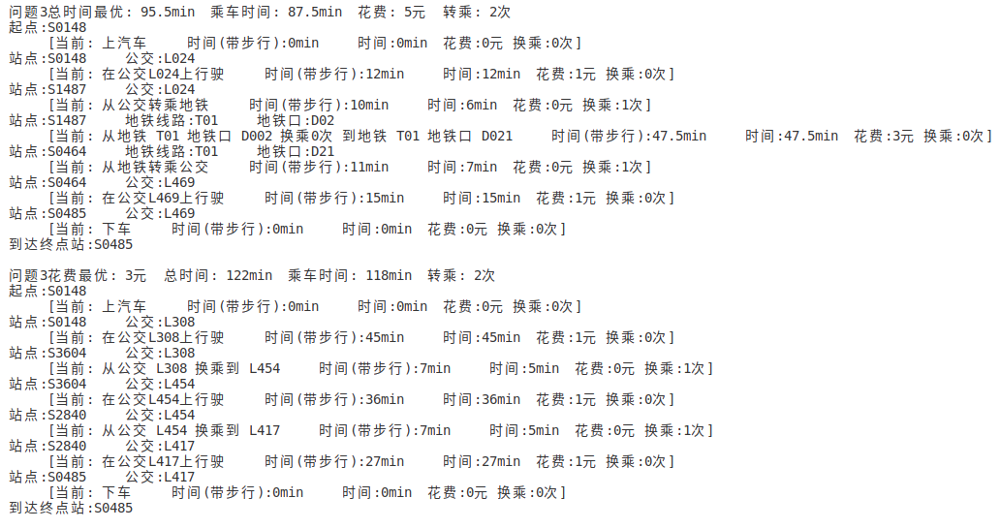 问题3总时间最优: 95.5min 乘车时间: 87.5min 花费: 5元 转乘: 2次
起点:S0148
[当前: 上汽车 时间(带步行):0min 时间:0min 花费:0元 换乘:0次]
站点:S0148 公交:L024
[当前: 在公交L024上行驶 时间(带步行):12min 时间:12min 花费:1元 换乘:0次]
站点:S1487 公交:L024
[当前: 从公交转乘地铁 时间(带步行):10min 时间:6min 花费:0元 换乘:1次]
站点:S1487 地铁线路:T01 地铁口:D02
[当前: 从地铁 T01 地铁口 D002 换乘0次 到地铁 T01 地铁口 D021 时间(带步行):47.5min 时间:47.5min 花费:3元 换乘:0次]
站点:S0464 地铁线路:T01 地铁口:D21
[当前: 从地铁转乘公交 时间(带步行):11min 时间:7min 花费:0元 换乘:1次]
站点:S0464 公交:L469
[当前: 在公交L469上行驶 时间(带步行):15min 时间:15min 花费:1元 换乘:0次]
站点:S0485 公交:L469
[当前: 下车 时间(带步行):0min 时间:0min 花费:0元 换乘:0次]
到达终点站:S0485
问题3花费最优: 3元 总时间: 122min 乘车时间: 118min 转乘: 2次
起点:S0148
[当前: 上汽车 时间(带步行):0min 时间:0min 花费:0元 换乘:0次]
站点:S0148 公交:L308
[当前: 在公交L308上行驶 时间(带步行):45min 时间:45min 花费:1元 换乘:0次]
站点:S3604 公交:L308
[当前: 从公交 L308 换乘到 L454 时间(带步行):7min 时间:5min 花费:0元 换乘:1次]
站点:S3604 公交:L454
[当前: 在公交L454上行驶 时间(带步行):36min 时间:36min 花费:1元 换乘:0次]
站点:S2840 公交:L454
[当前: 从公交 L454 换乘到 L417 时间(带步行):7min 时间:5min 花费:0元 换乘:1次]
站点:S2840 公交:L417
[当前: 在公交L417上行驶 时间(带步行):27min 时间:27min 花费:1元 换乘:0次]
站点:S0485 公交:L417
[当前: 下车 时间(带步行):0min 时间:0min 花费:0元 换乘:0次]
到达终点站:S0485